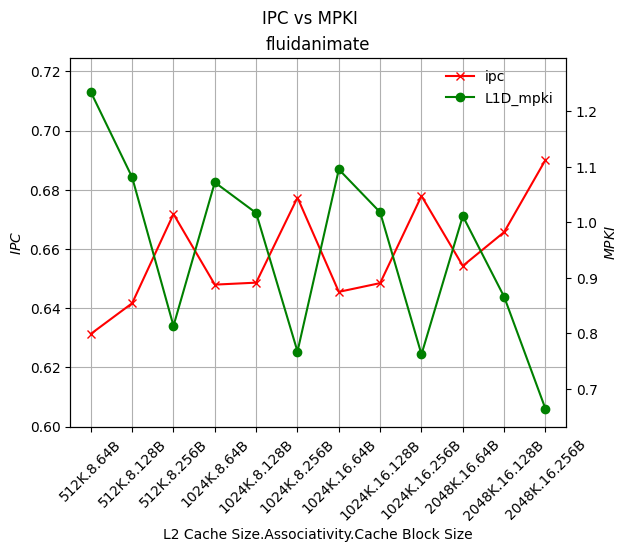 IPC vs MPKI
fluidanimate
ipc
L1D_mpki
0.72
0.70
0.68
0.66
0.64
0.62
0.60
IPC
1.2
1.1
1.0
0.9
0.8
0.7
MPKI
512K.8.64B
512K.8.128B
512K.8.256B
1024K.8.64B
1024K.8.128B
1024K.8.256B
1024K.16.64B
1024K.16.128B
1024K.16.256B
2048K.16.64B
2048K.16.128B
2048K.16.256B
L2 Cache Size.Associativity.Cache Block Size